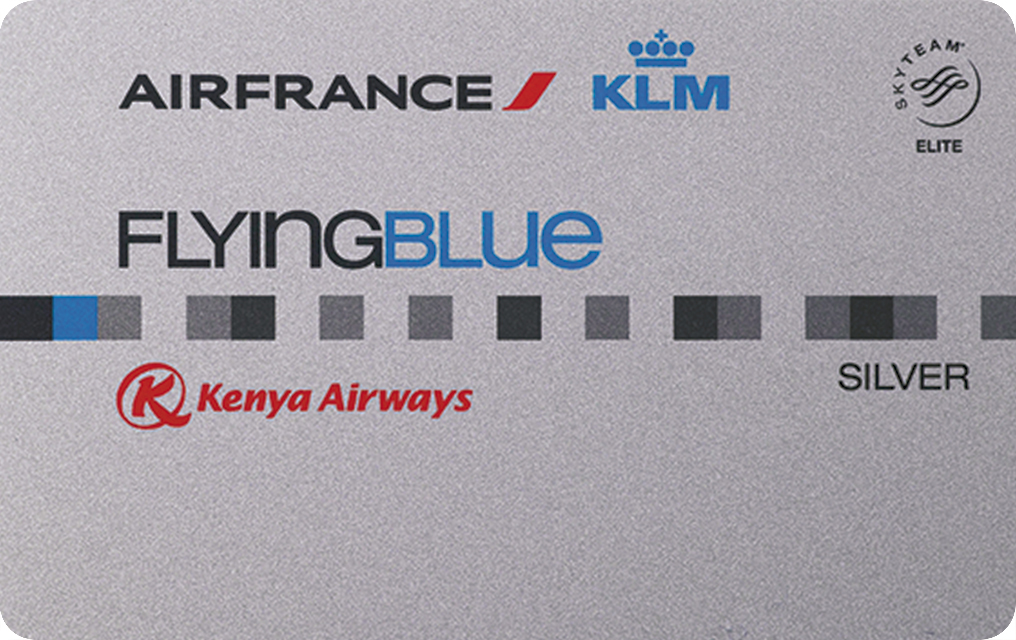 AIRFRANCE KLM
SKYTEAM
ELITE
FLYINGBLUE
SILVER
Kenya Airways